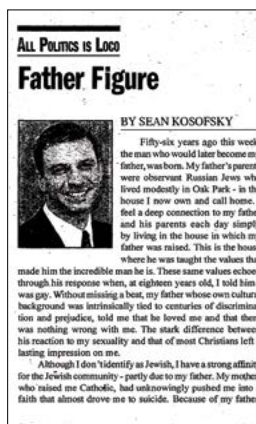 ALL POLITICS IS LOCO
Father Figure
BY SEAN KOSOFSKY
Fifty-six years ago this week
the man who would later become my
father, was born. My father's parents
were observant Russian Jews who
lived modestly in Oak Park - in the
house I now own and call home. I
feel a deep connection to my father
and his parents each day simply
by living in the house in which my
father was raised. This is the house
where he was taught the values that
made him the incredible man he is. These same values echoed
through his response when, at eighteen years old, I told him I
was gay. Without missing a beat, my father whose own cultural
background was intrinsically tied to centuries of discrimina-
tion and prejudice, told me that he loved me and that there
was nothing wrong with me. The stark difference between
his reaction to my sexuality and that of most Christians left a
lasting impression on me.
Although I don'tidentify as Jewish, I have a strong affinity
for the Jewish community - partly due to my father. My mother
who raised me Catholic, had unknowingly pushed me into a
faith that almost drove me to suicide. Because of my father